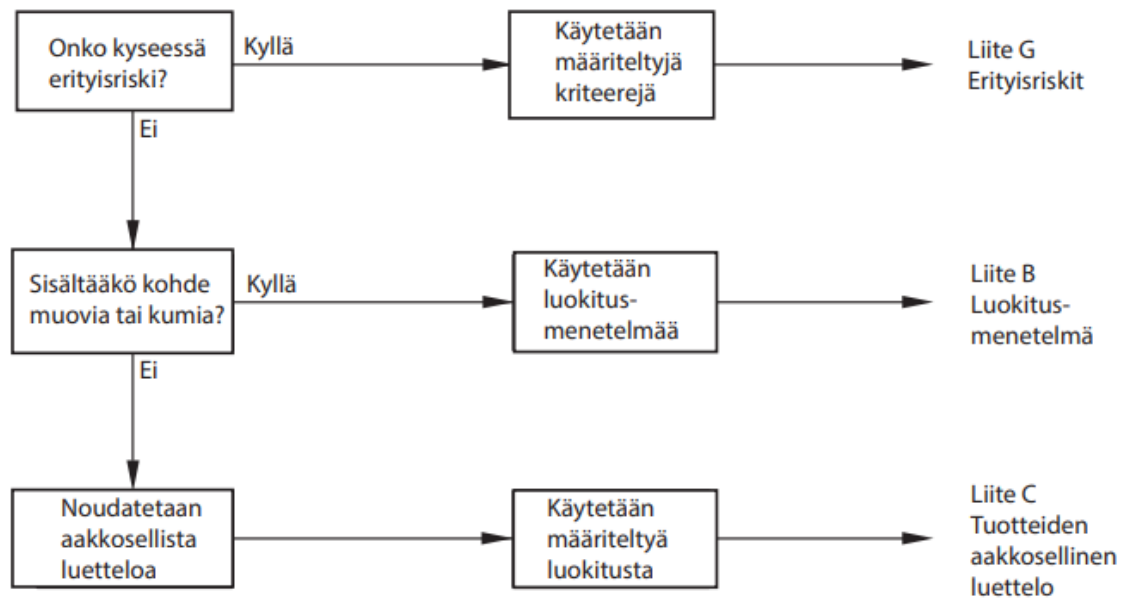 Onko kyseessä
erityisriski?
Kyllä
Käytetään
määriteltyjä
kriteerejä
Liite G
Erityisriskit
Ei
Sisältääkö kohde
muovia tai kumia?
Kyllä
Käytetään
luokitus-
menetelmää
Liite B
Luokitus-
menetelmä
Ei
Noudatetaan
aakkosellista
luetteloa
Käytetään
määriteltyä
luokitusta
Liite C
Tuotteiden
aakkosellinen
luettelo